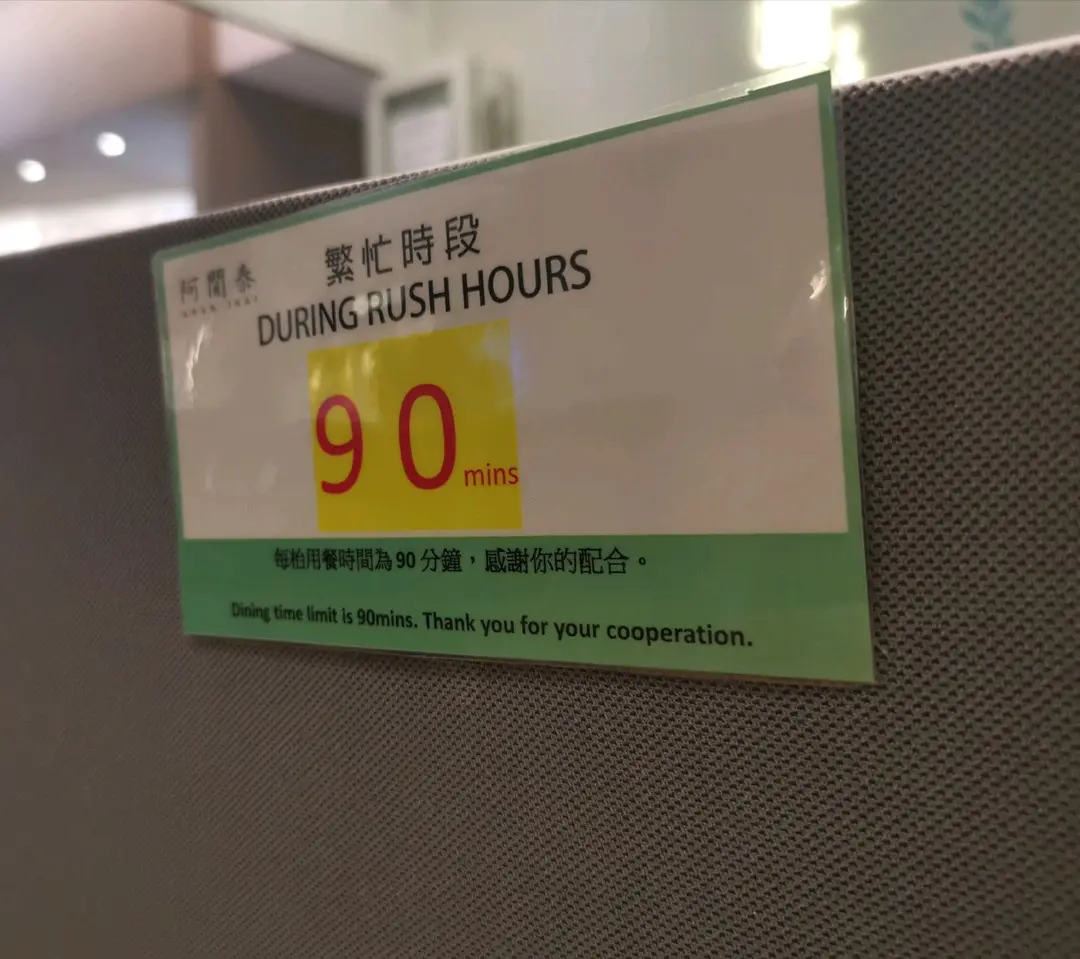 阿蘭泰
繁忙時段
DURING RUSH HOURS
90 mins
每枱用餐時間為90分鐘，感謝你的配合。
Dining time limit is 90mins. Thank you for your cooperation.